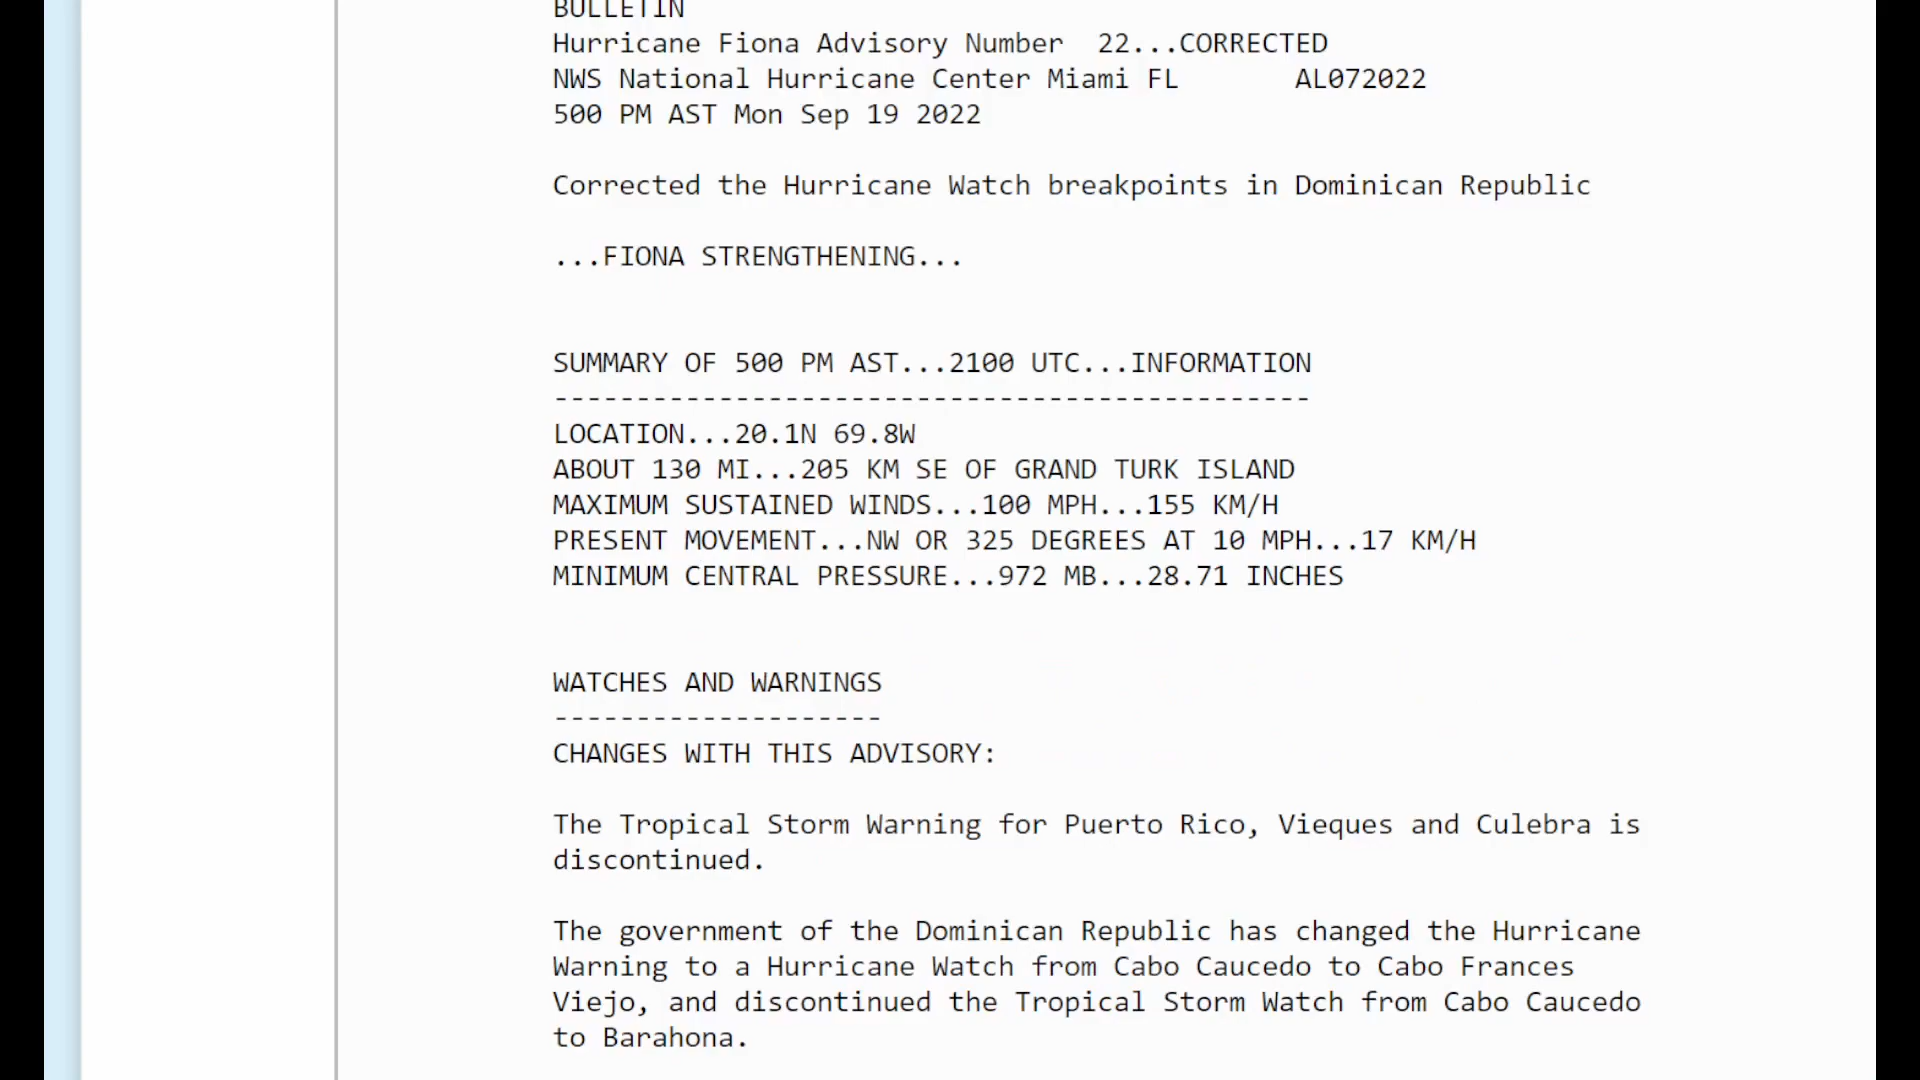 BULLETIN
Hurricane Fiona Advisory Number  22...CORRECTED
NWS National Hurricane Center Miami FL       AL072022
500 PM AST Mon Sep 19 2022
Corrected the Hurricane Watch breakpoints in Dominican Republic
...FIONA STRENGTHENING...
SUMMARY OF 500 PM AST...2100 UTC...INFORMATION
----------------------------------------------
LOCATION...20.1N 69.8W
ABOUT 130 MI...205 KM SE OF GRAND TURK ISLAND
MAXIMUM SUSTAINED WINDS...100 MPH...155 KM/H
PRESENT MOVEMENT...NW OR 325 DEGREES AT 10 MPH...17 KM/H
MINIMUM CENTRAL PRESSURE...972 MB...28.71 INCHES
WATCHES AND WARNINGS
--------------------
CHANGES WITH THIS ADVISORY:
The Tropical Storm Warning for Puerto Rico, Vieques and Culebra is
discontinued.
The government of the Dominican Republic has changed the Hurricane
Warning to a Hurricane Watch from Cabo Caucedo to Cabo Frances
Viejo, and discontinued the Tropical Storm Watch from Cabo Caucedo
to Barahona.